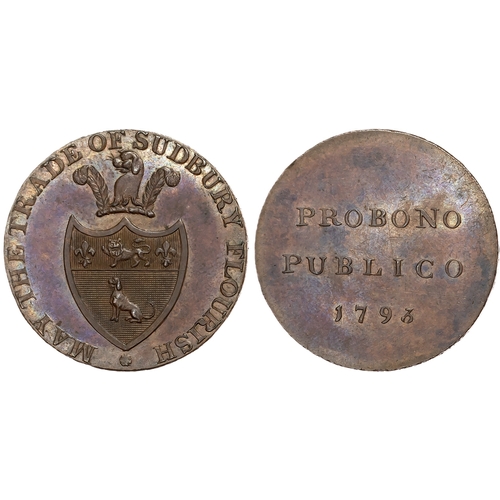 MAY THE TRADE OF SUDBURY FLOURISH
PROBONO
PUBLICO
1793